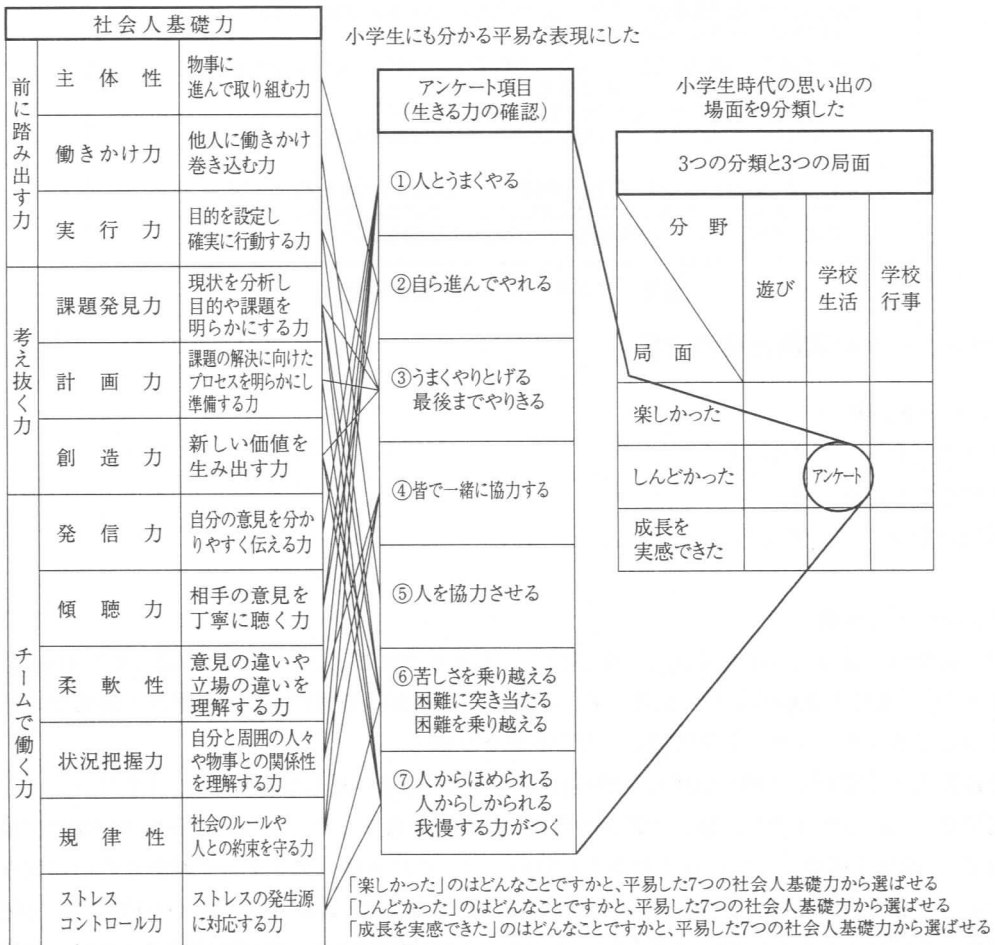 社会人基礎力
前に踏み出す力
主体性
物事に
進んで取り組む力
働きかけ力
他人に働きかけ
巻き込む力
実行力
目的を設定し
確実に行動する力
考え抜く力
課題発見力
現状を分析し
目的や課題を
明らかにする力
計画力
課題の解決に向けた
プロセスを明らかにし
準備する力
創造力
新しい価値を
生み出す力
チームで働く力
発信力
自分の意見を分か
りやすく伝える力
傾聴力
相手の意見を
丁寧に聴く力
柔軟性
意見の違いや
立場の違いを
理解する力
状況把握力
自分と周囲の人々
や物事との関係性
を理解する力
規律性
社会のルールや
人との約束を守る力
ストレス
コントロール力
ストレスの発生源
に対応する力
小学生にも分かる平易な表現にした
アンケート項目
(生きる力の確認)
①人とうまくやる
②自ら進んでやれる
③うまくやりとげる
最後までやりきる
④皆で一緒に協力する
⑤人を協力させる
⑥苦しさを乗り越える
困難に突き当たる
困難を乗り越える
⑦人からほめられる
人からしかられる
我慢する力がつく
小学生時代の思い出の
場面を9分類した
3つの分類と3つの局面
分野
局面
遊び
学校
生活
学校
行事
楽しかった
しんどかった
アンケート
成長を
実感できた
「楽しかった」のはどんなことですかと、平易した7つの社会人基礎力から選ばせる
「しんどかった」のはどんなことですかと、平易した7つの社会人基礎力から選ばせる
「成長を実感できた」のはどんなことですかと、平易した7つの社会人基礎力から選ばせる